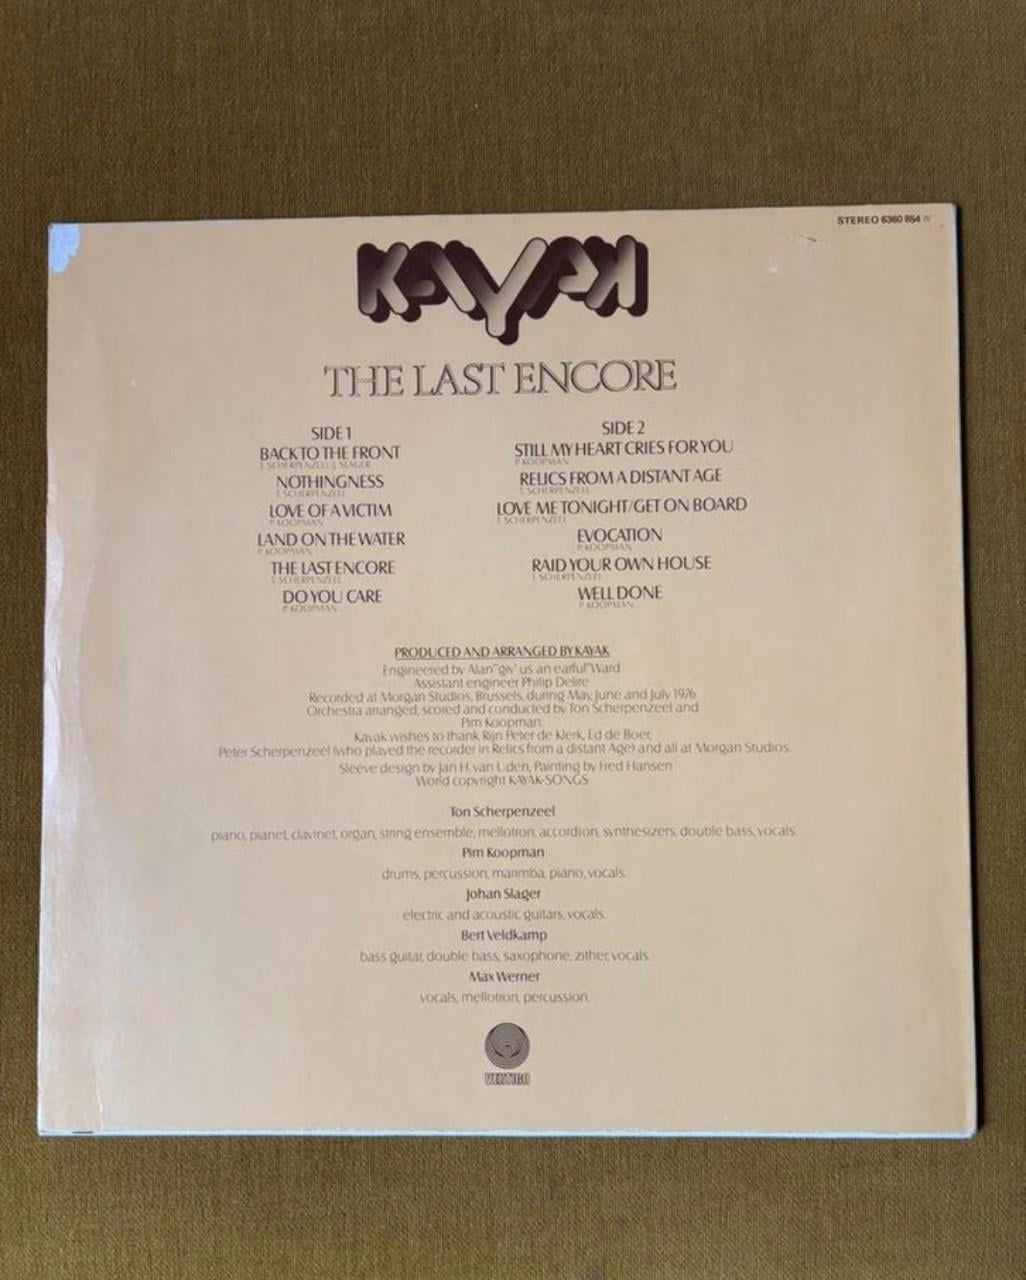 STEREO 6360 854
KAYAK
THE LAST ENCORE
SIDE 1
BACK TO THE FRONT
T. SCHERPENZEEL/J. SLAGER
NOTHINGNESS
T. SCHERPENZEEL
LOVE OF A VICTIM
P. KOOPMAN
LAND ON THE WATER
P. KOOPMAN
THE LAST ENCORE
T. SCHERPENZEEL
DO YOU CARE
P. KOOPMAN
SIDE 2
STILL MY HEART CRIES FOR YOU
P. KOOPMAN
RELICS FROM A DISTANT AGE
T. SCHERPENZEEL
LOVE ME TONIGHT/GET ON BOARD
T. SCHERPENZEEL
EVOCATION
P. KOOPMAN
RAID YOUR OWN HOUSE
T. SCHERPENZEEL
WELL DONE
P. KOOPMAN
PRODUCED AND ARRANGED BY KAYAK
Engineered by Alan "giv' us an earful" Ward
Assistant engineer Philip Delire
Recorded at Morgan Studios, Brussels, during May, June and July 1976
Orchestra arranged, scored and conducted by Ton Scherpenzeel and
Pim Koopman.
Kayak wishes to thank Rijn Peter de Klerk, Ed de Boer,
Peter Scherpenzeel (who played the recorder in Relics from a distant Age) and all at Morgan Studios.
Sleeve design by Jan H. van Uden, Painting by Fred Hansen
World copyright KAYAK-SONGS
Ton Scherpenzeel
piano, pianet, clavinet, organ, string ensemble, mellotron, accordion, synthesizers, double bass, vocals.
Pim Koopman
drums, percussion, marimba, piano, vocals.
Johan Slager
electric and acoustic guitars, vocals.
Bert Veldkamp
bass guitar, double bass, saxophone, zither, vocals.
Max Werner
vocals, mellotron, percussion.
VERTIGO